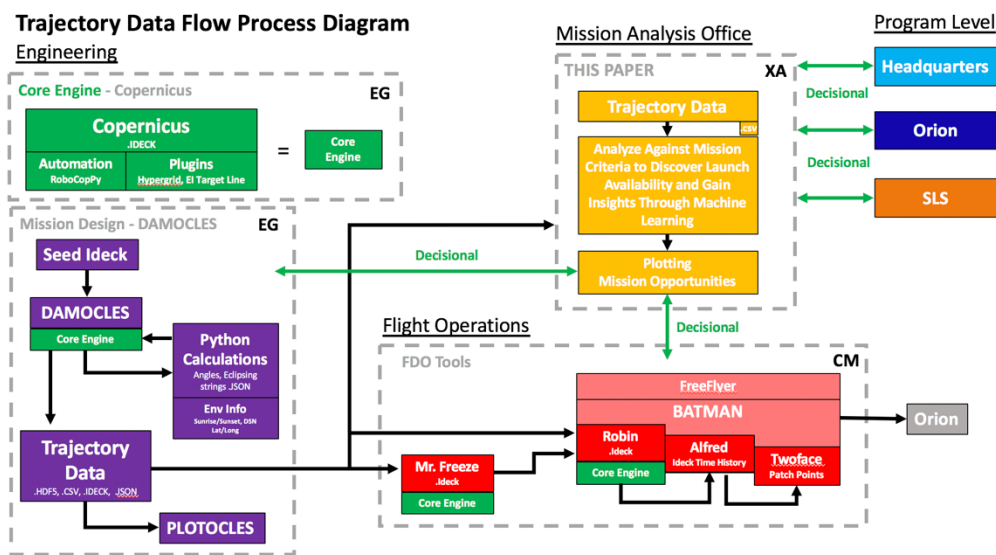 Trajectory Data Flow Process Diagram
Engineering
Core Engine - Copernicus
EG
Copernicus
.IDECK
Automation
RoboCopPy
Plugins
Hypergrid, EI Target Line
=
Core
Engine
Mission Design - DAMOCLES
EG
Seed Ideck
DAMOCLES
Core Engine
Python
Calculations
Angles, Eclipsing
strings .JSON
Env Info
Sunrise/Sunset, DSN
Lat/Long
Trajectory
Data
.HDF5, .CSV, .IDECK, .JSON
PLOTOCLES
Mission Analysis Office
THIS PAPER
XA
Trajectory Data
.CSV
Analyze Against Mission
Criteria to Discover Launch
Availability and Gain
Insights Through Machine
Learning
Plotting
Mission Opportunities
Decisional
Decisional
Program Level
Headquarters
Decisional
Orion
Decisional
SLS
Flight Operations
FDO Tools
CM
FreeFlyer
BATMAN
Robin
.Ideck
Core Engine
Alfred
Ideck Time History
Twoface
Patch Points
Mr. Freeze
.Ideck
Core Engine
Orion